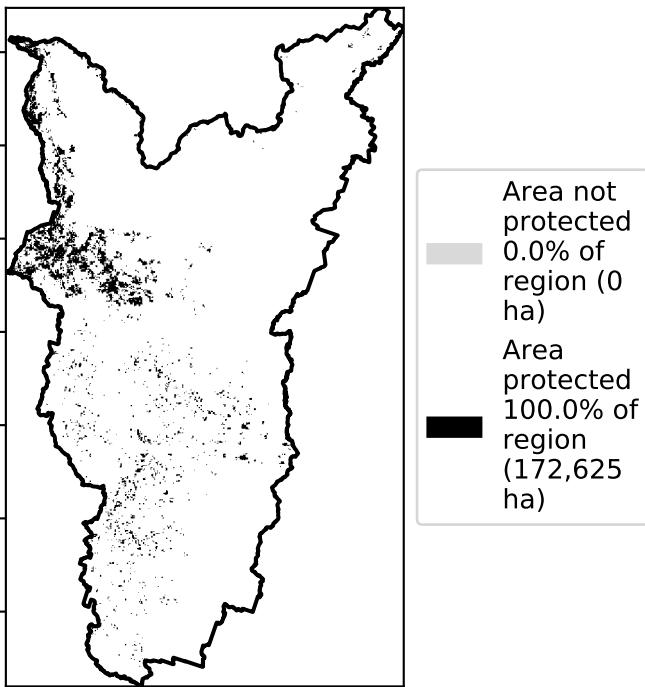 Area not
protected
0.0% of
region (0
ha)
Area
protected
100.0% of
region
(172,625
ha)